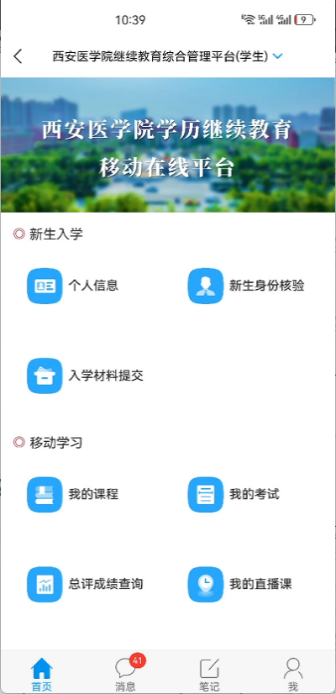 10:39
9
西安医学院继续教育综合管理平台(学生)
西安医学院学历继续教育
移动在线平台
新生入学
个人信息
新生身份核验
入学材料提交
移动学习
我的课程
我的考试
总评成绩查询
我的直播课
41
首页
消息
笔记
我